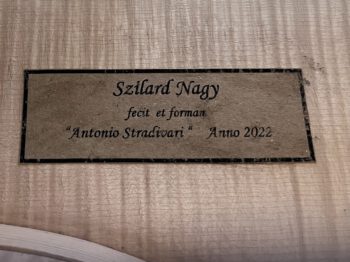 Szilard Nagy
fecit et forman
"Antonio Stradivari" Anno 2022